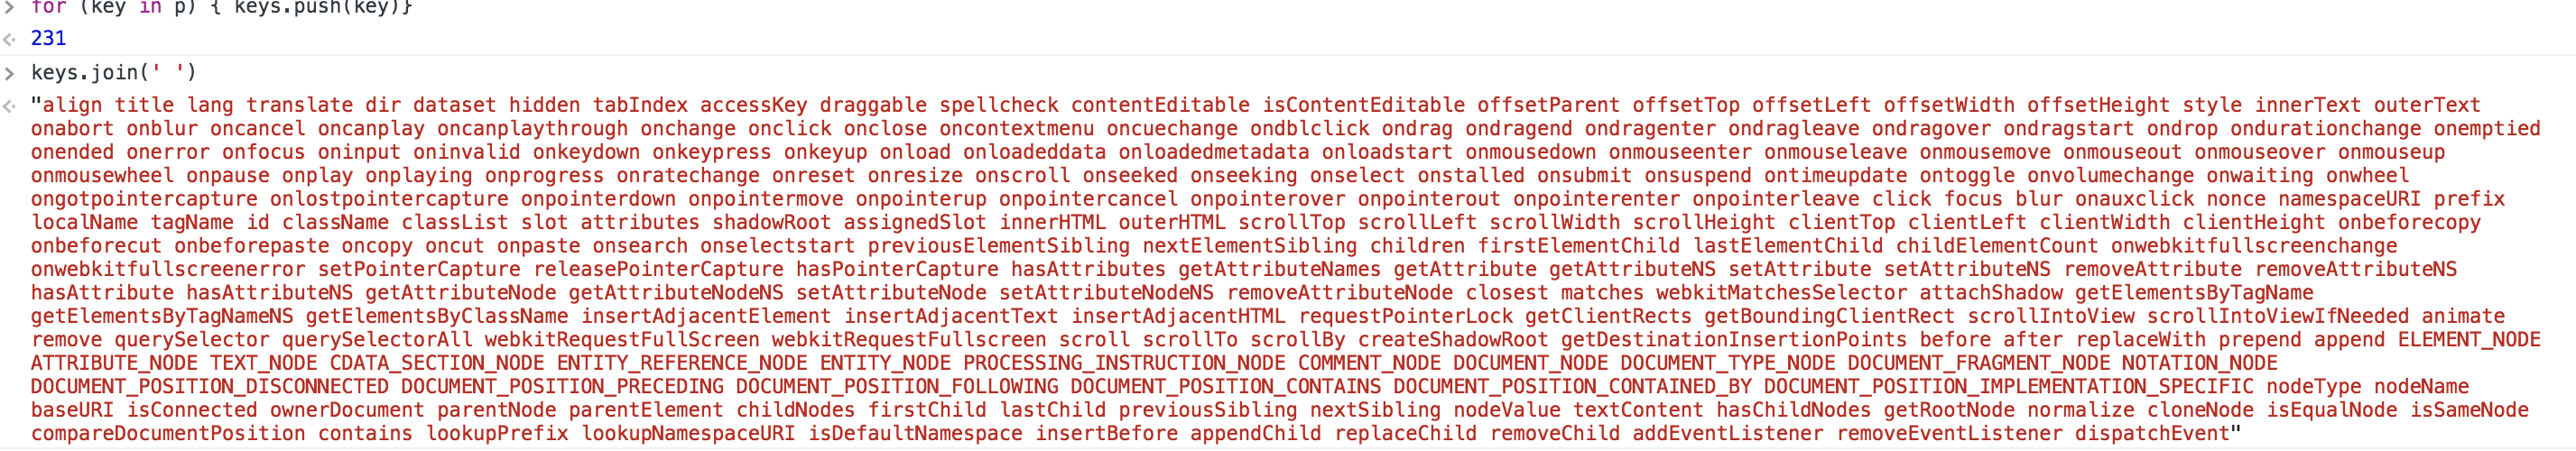 > for (key in p) { keys.push(key)}
231
> keys.join(' ')
"align title lang translate dir dataset hidden tabIndex accessKey draggable spellcheck contentEditable isContentEditable offsetParent offsetTop offsetLeft offsetWidth offsetHeight style innerText outerText
onabort onblur oncancel oncanplay oncanplaythrough onchange onclick onclose oncontextmenu oncuechange ondblclick ondrag ondragend ondragenter ondragleave ondragover ondragstart ondrop ondurationchange onemptied
onended onerror onfocus oninput oninvalid onkeydown onkeypress onkeyup onload onloadeddata onloadedmetadata onloadstart onmousedown onmouseenter onmouseleave onmousemove onmouseout onmouseover onmouseup
onmousewheel onpause onplay onplaying onprogress onratechange onreset onresize onscroll onseeked onseeking onselect onstalled onsubmit onsuspend ontimeupdate ontoggle onvolumechange onwaiting onwheel
ongotpointercapture onlostpointercapture onpointerdown onpointermove onpointerup onpointercancel onpointerover onpointerout onpointerenter onpointerleave click focus blur onauxclick nonce namespaceURI prefix
localName tagName id className classList slot attributes shadowRoot assignedSlot innerHTML outerHTML scrollTop scrollLeft scrollWidth scrollHeight clientTop clientLeft clientWidth clientHeight onbeforecopy
onbeforecut onbeforepaste oncopy oncut onpaste onsearch onselectstart previousElementSibling nextElementSibling children firstElementChild lastElementChild childElementCount onwebkitfullscreenchange
onwebkitfullscreenerror setPointerCapture releasePointerCapture hasPointerCapture hasAttributes getAttributeNames getAttribute getAttributeNS setAttribute setAttributeNS removeAttribute removeAttributeNS
hasAttribute hasAttributeNS getAttributeNode getAttributeNodeNS setAttributeNode setAttributeNodeNS removeAttributeNode closest matches webkitMatchesSelector attachShadow getElementsByTagName
getElementsByTagNameNS getElementsByClassName insertAdjacentElement insertAdjacentText insertAdjacentHTML requestPointerLock getClientRects getBoundingClientRect scrollIntoView scrollIntoViewIfNeeded animate
remove querySelector querySelectorAll webkitRequestFullScreen webkitRequestFullscreen scroll scrollTo scrollBy createShadowRoot getDestinationInsertionPoints before after replaceWith prepend append ELEMENT_NODE
ATTRIBUTE_NODE TEXT_NODE CDATA_SECTION_NODE ENTITY_REFERENCE_NODE ENTITY_NODE PROCESSING_INSTRUCTION_NODE COMMENT_NODE DOCUMENT_NODE DOCUMENT_TYPE_NODE DOCUMENT_FRAGMENT_NODE NOTATION_NODE
DOCUMENT_POSITION_DISCONNECTED DOCUMENT_POSITION_PRECEDING DOCUMENT_POSITION_FOLLOWING DOCUMENT_POSITION_CONTAINS DOCUMENT_POSITION_CONTAINED_BY DOCUMENT_POSITION_IMPLEMENTATION_SPECIFIC nodeType nodeName
baseURI isConnected ownerDocument parentNode parentElement childNodes firstChild lastChild previousSibling nextSibling nodeValue textContent hasChildNodes getRootNode normalize cloneNode isEqualNode isSameNode
compareDocumentPosition contains lookupPrefix lookupNamespaceURI isDefaultNamespace insertBefore appendChild replaceChild removeChild addEventListener removeEventListener dispatchEvent"